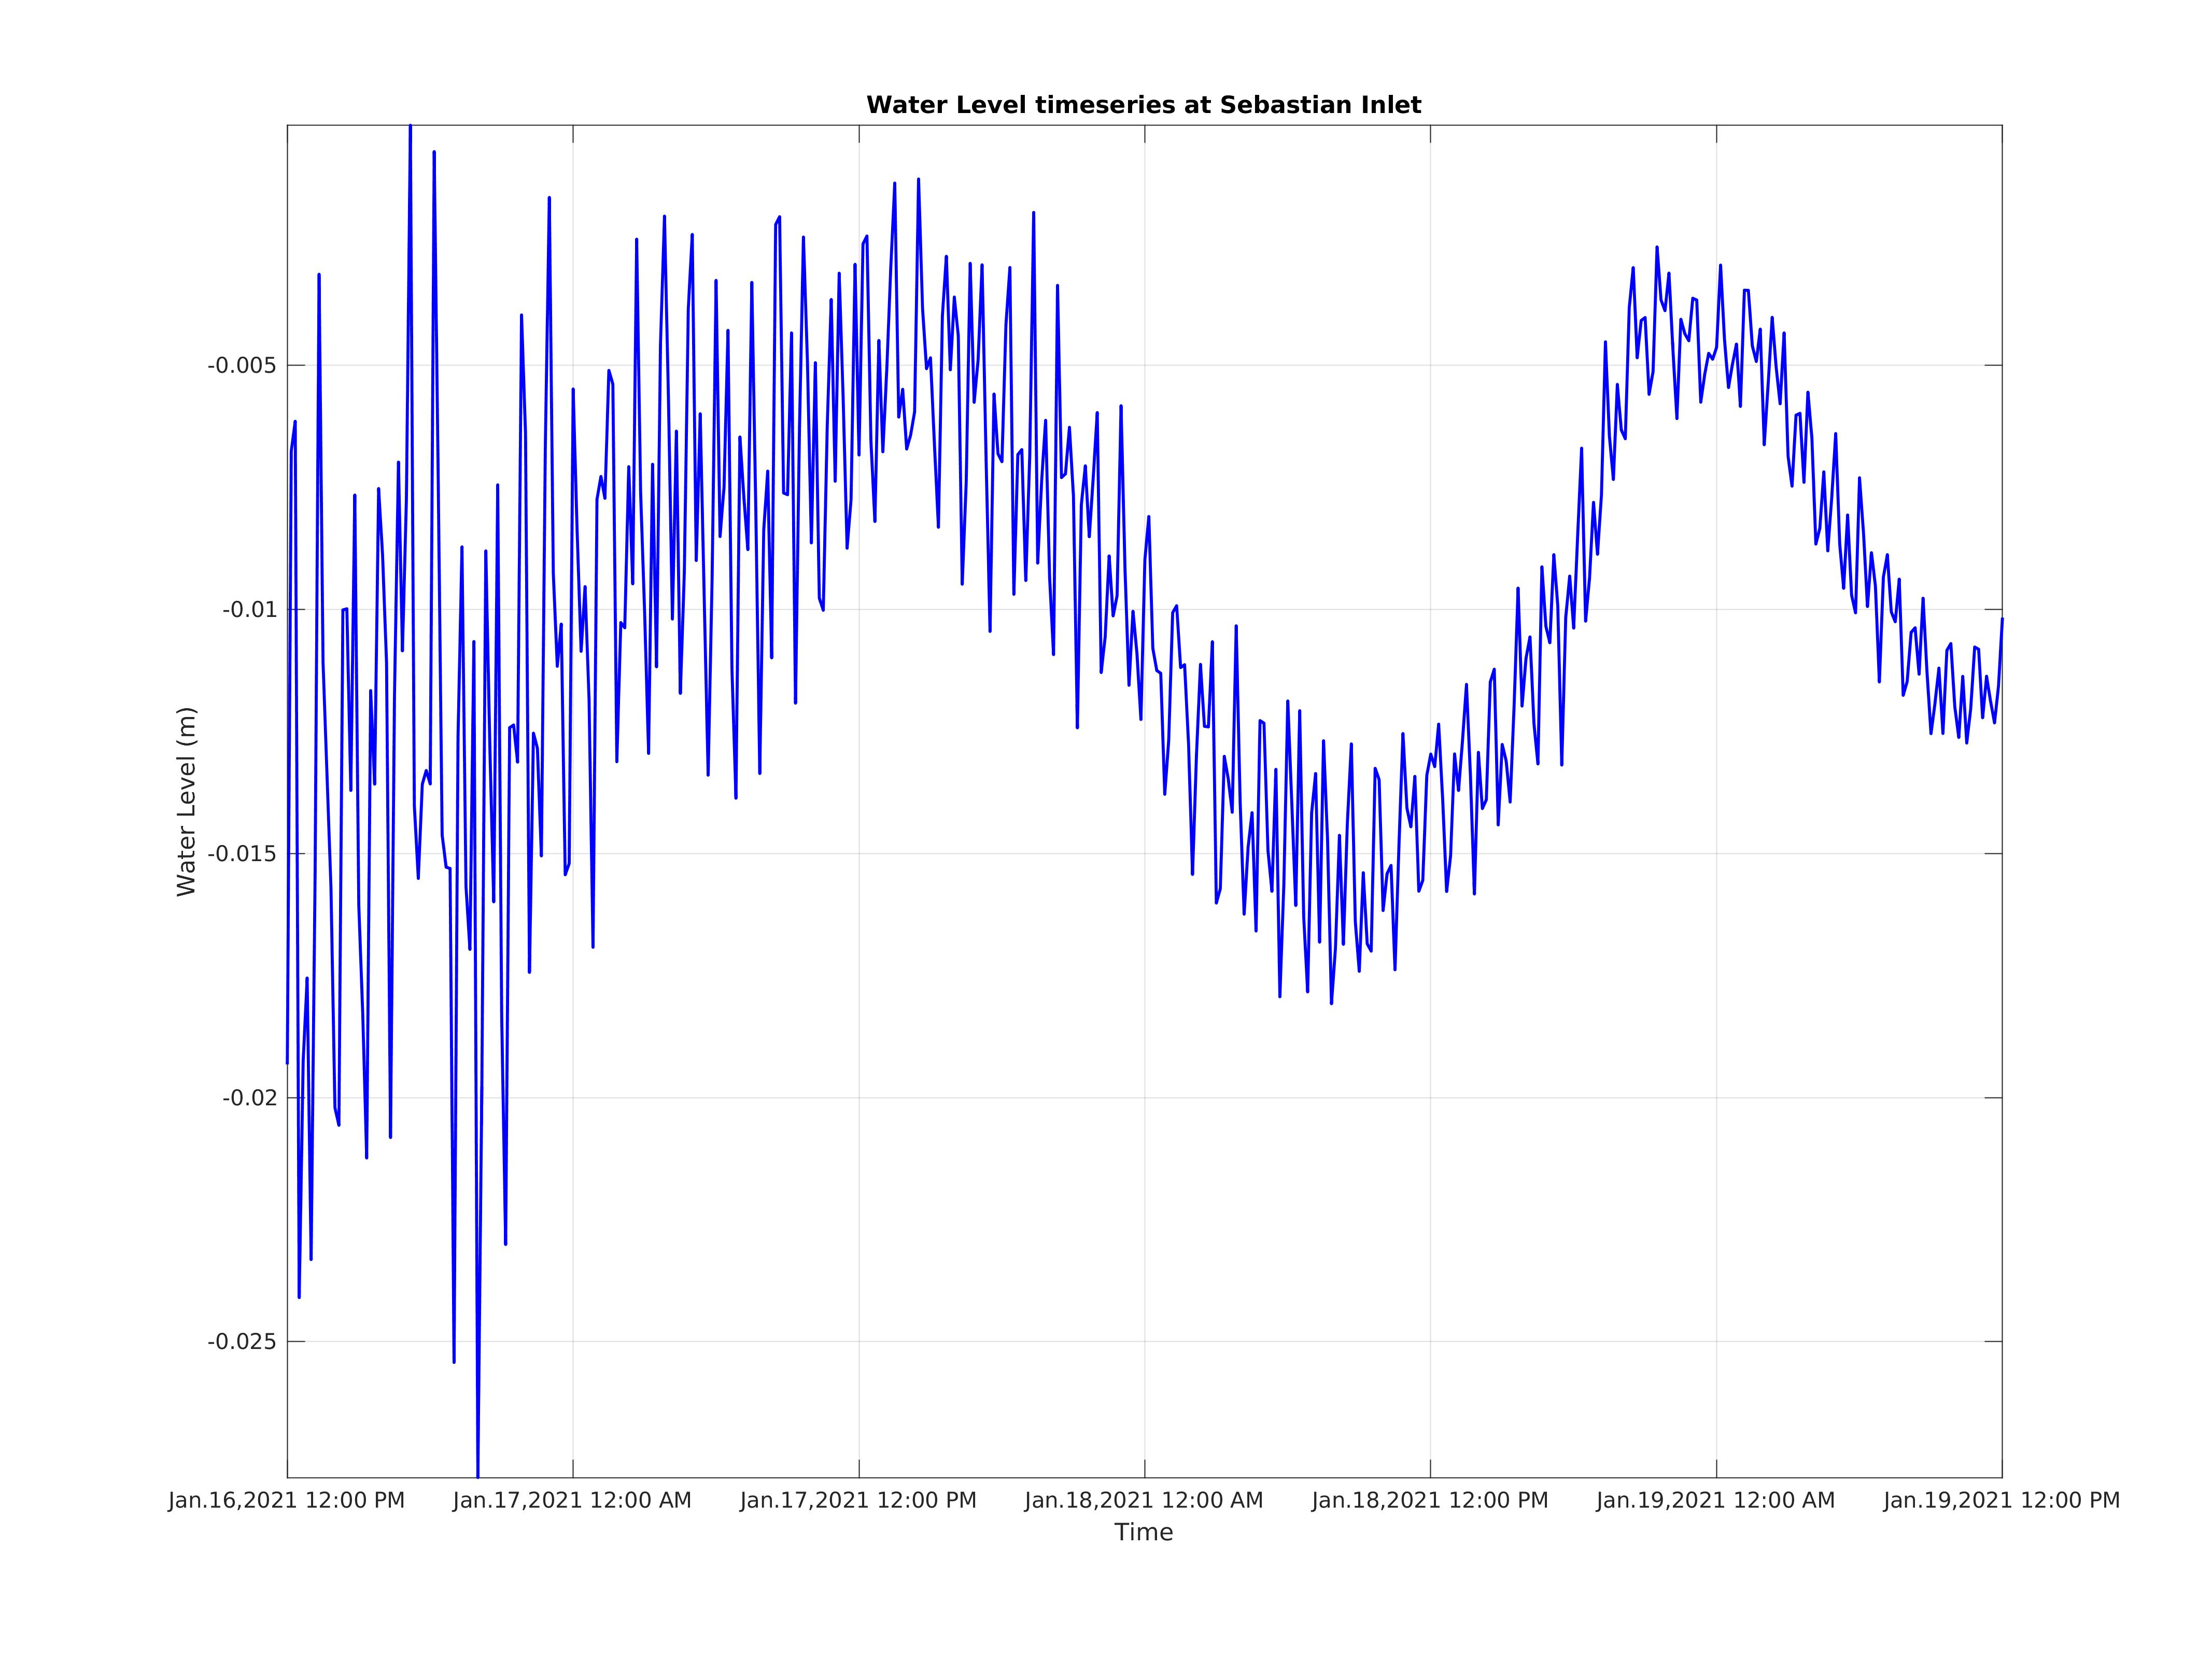 Water Level timeseries at Sebastian Inlet
-0.005
-0.01
-0.015
-0.02
-0.025
Water Level (m)
Jan.16,2021 12:00 PM
Jan.17,2021 12:00 AM
Jan.17,2021 12:00 PM
Jan.18,2021 12:00 AM
Jan.18,2021 12:00 PM
Jan.19,2021 12:00 AM
Jan.19,2021 12:00 PM
Time